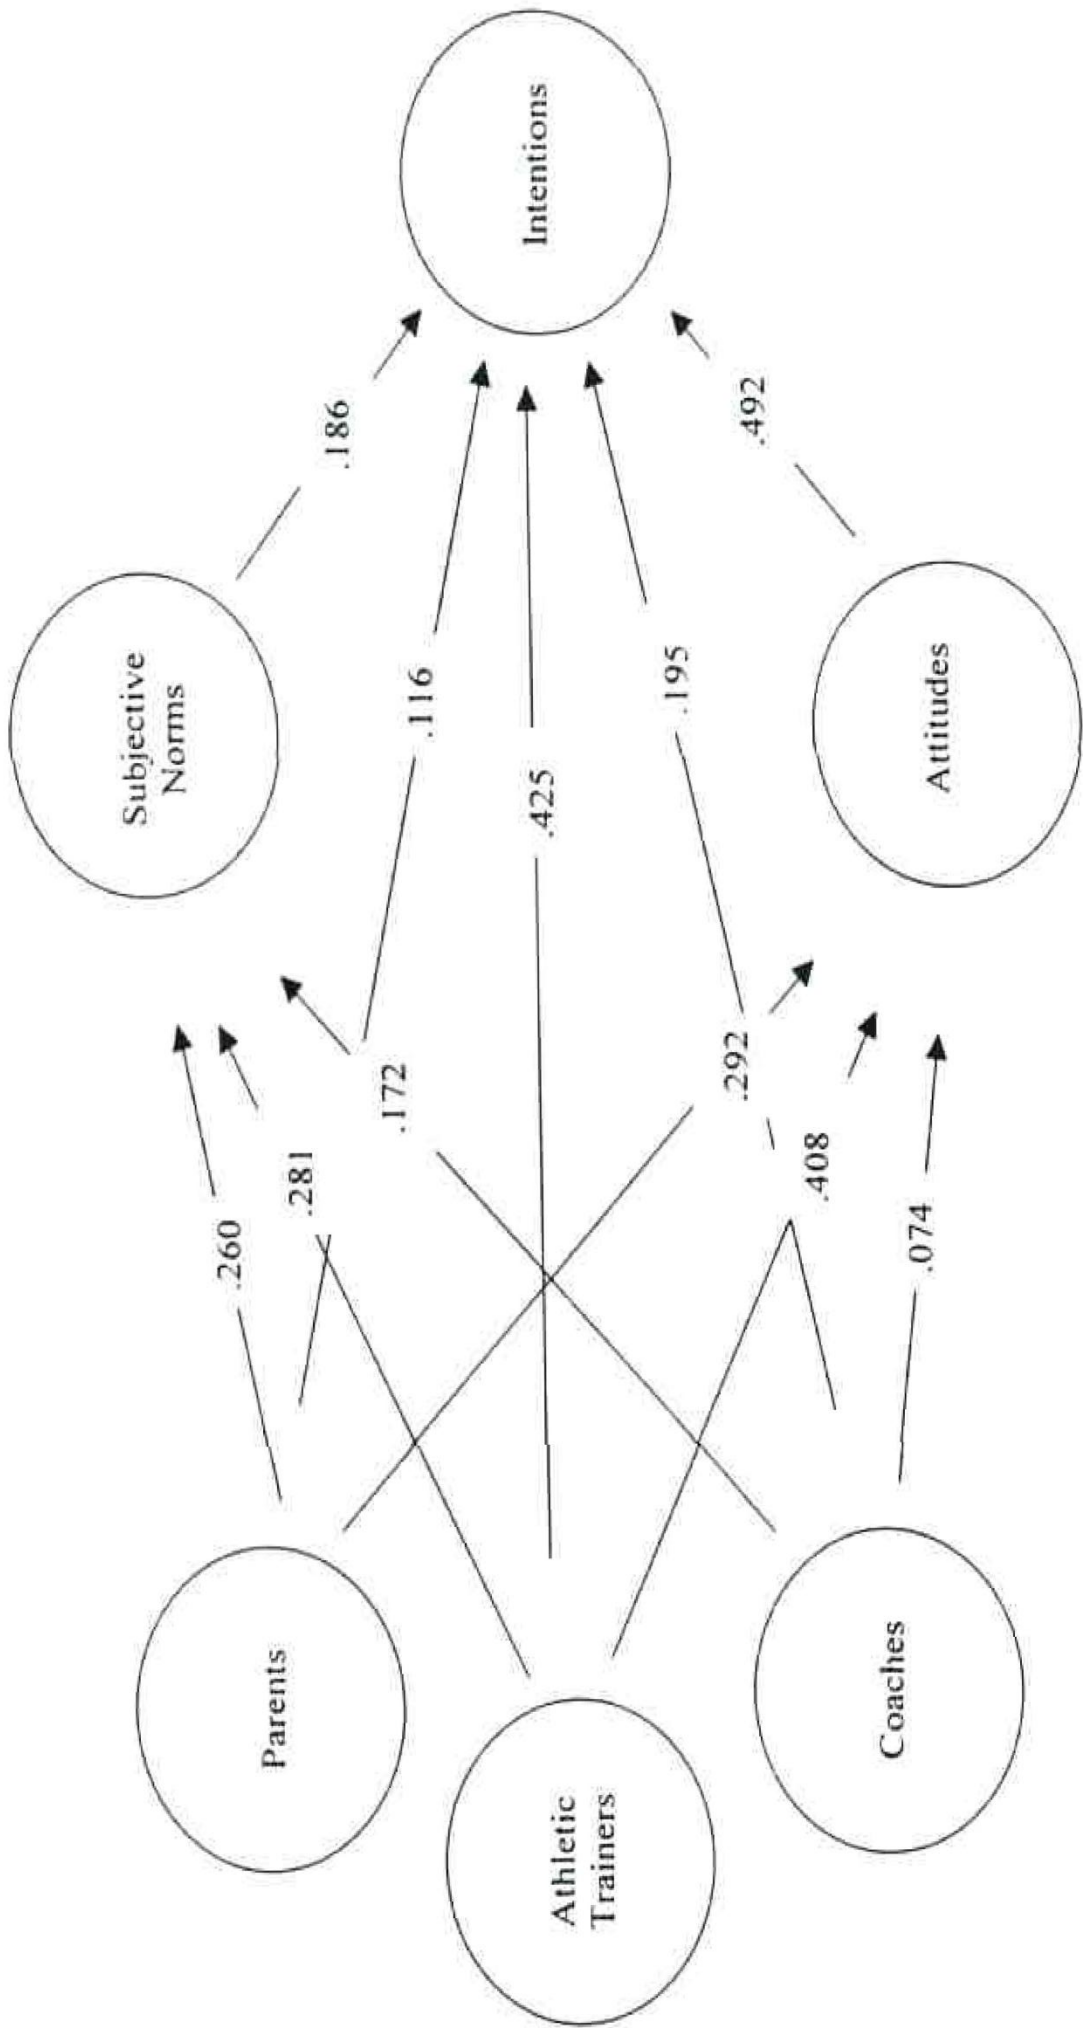 Parents
Athletic
Trainers
Coaches
.260
.281
.172
.292
.408
.074
Subjective
Norms
.116
.425
.195
Attitudes
.186
.492
Intentions